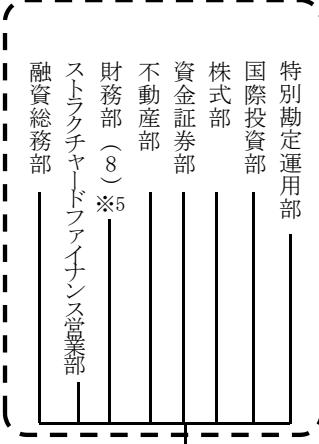 特別勘定運用部
国際投資部
株式部
資金証券部
不動産部
財務部（８）※5
ストラクチャードファイナンス営業部
融資総務部